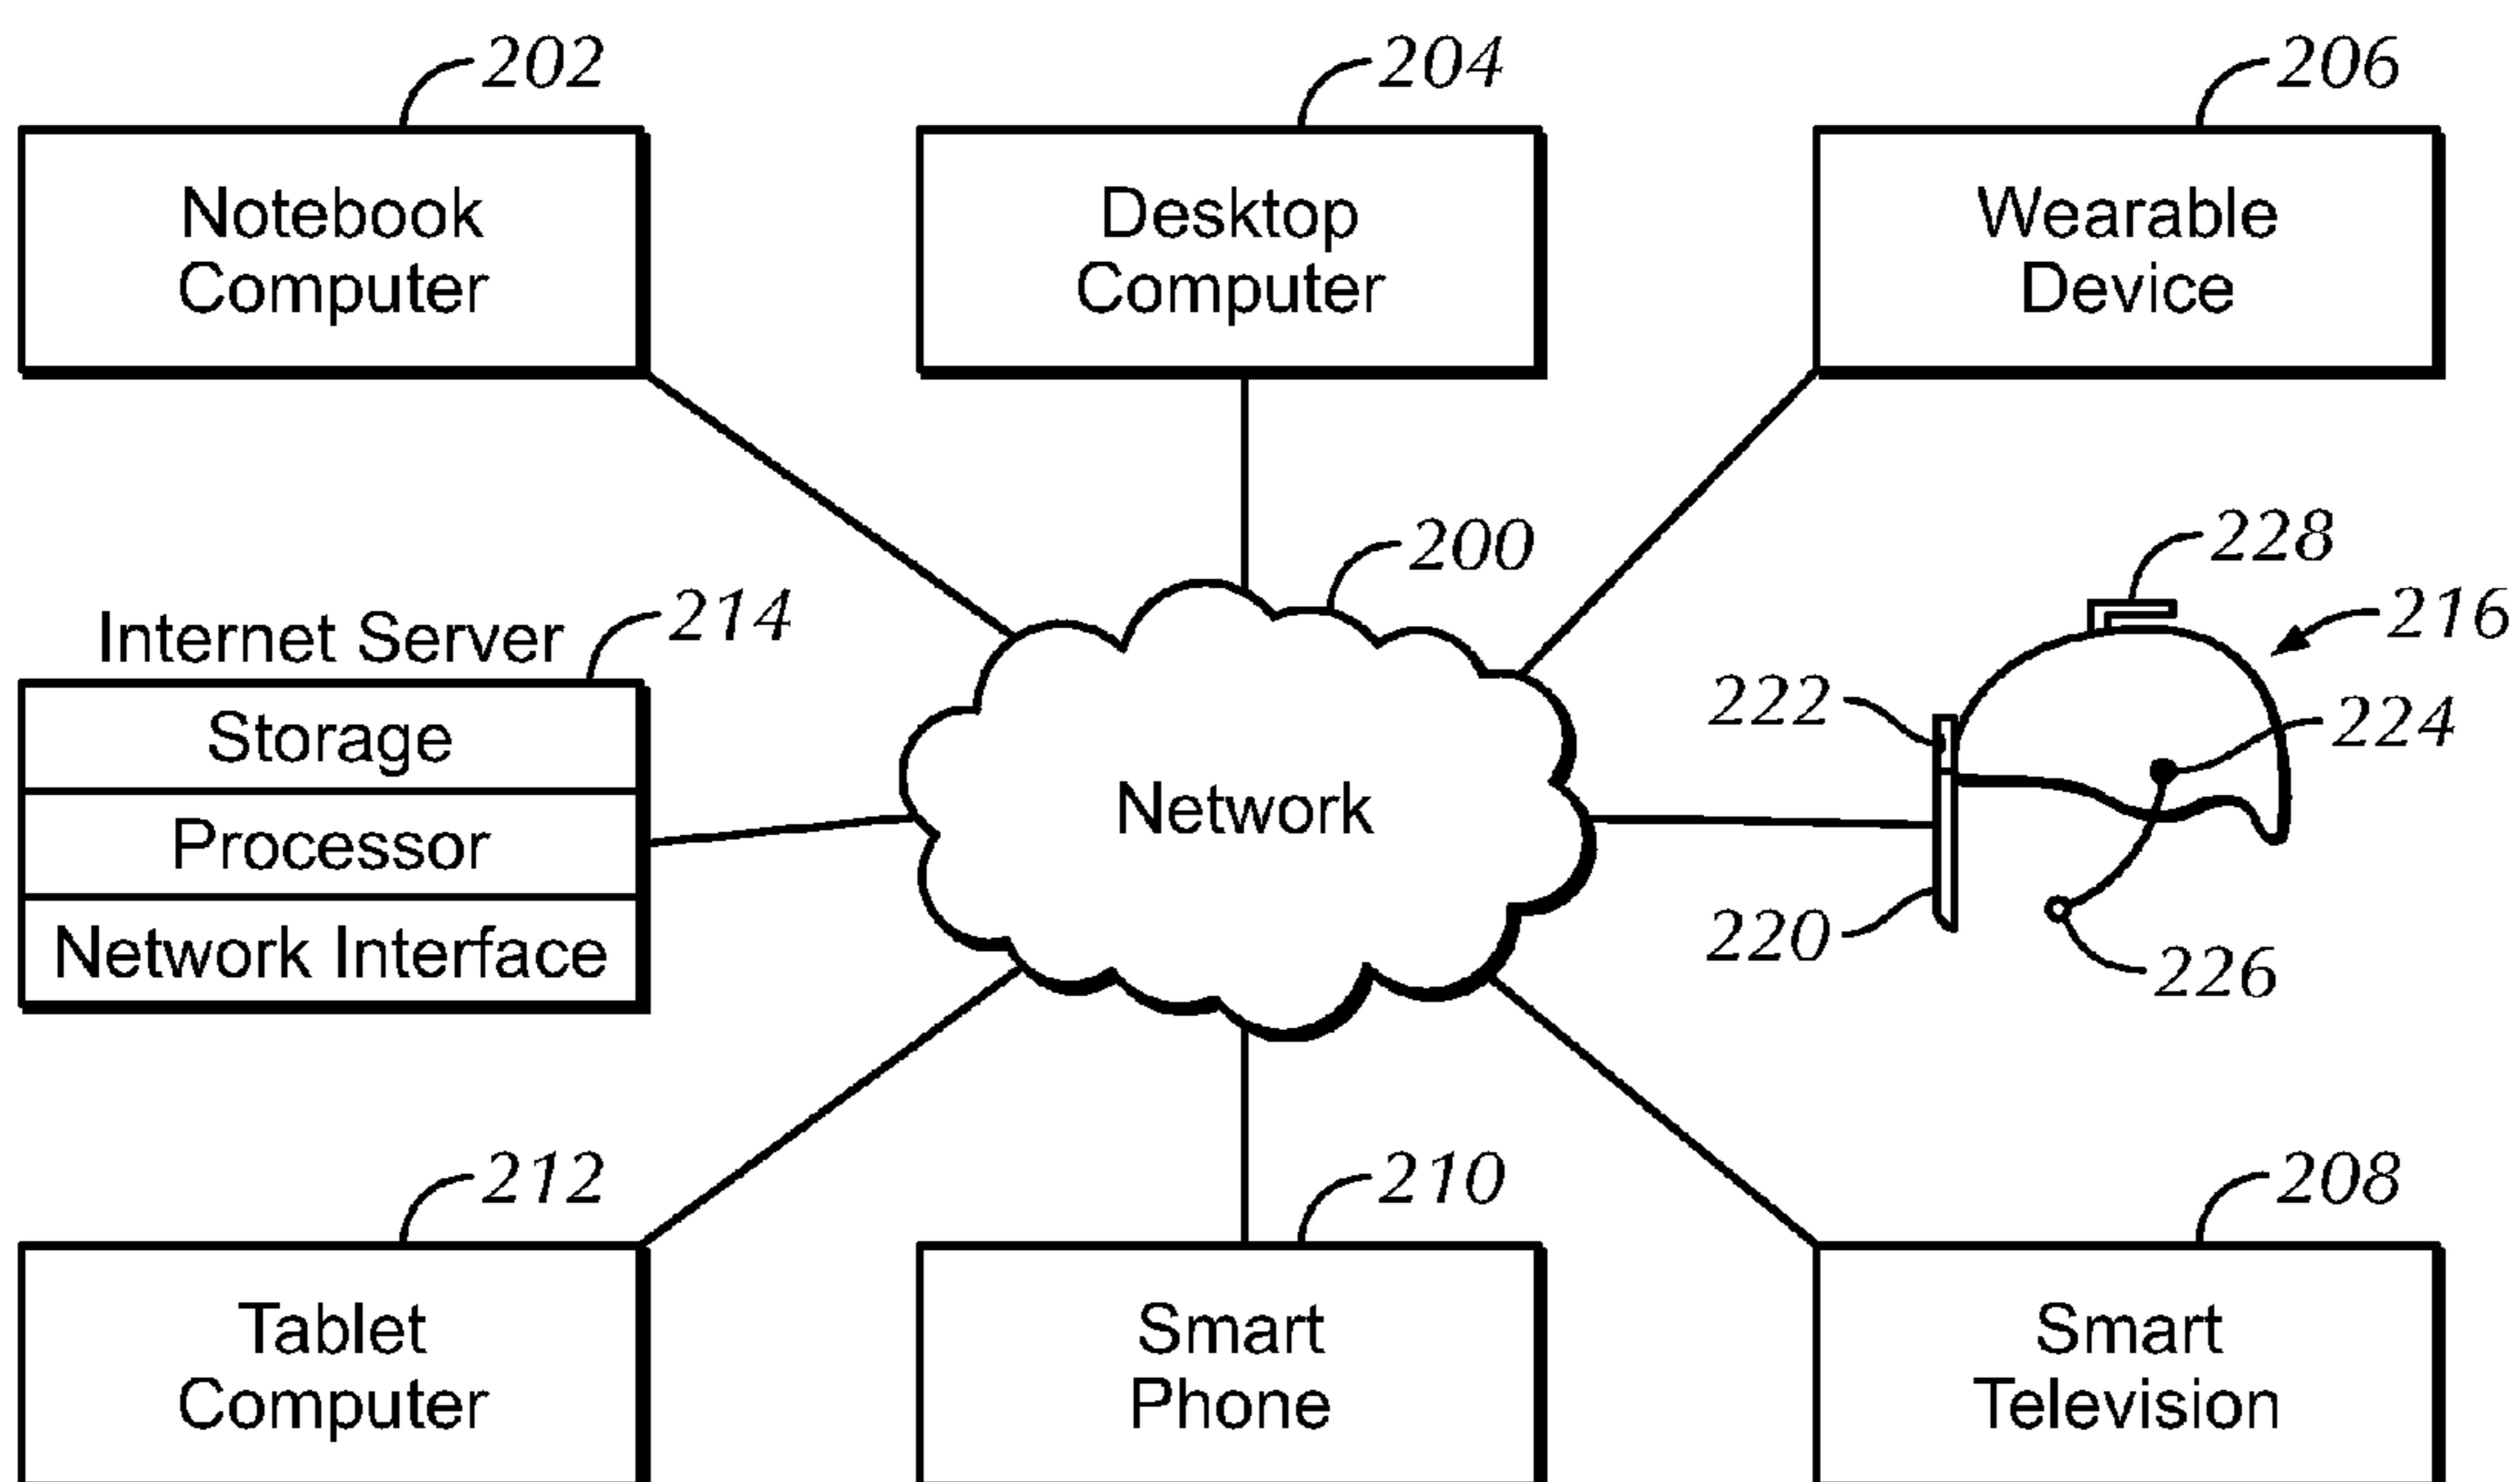 202
204
206
Notebook
Computer
Desktop
Computer
Wearable
Device
200
228
216
Internet Server
214
222
224
Storage
Processor
Network Interface
Network
220
226
212
210
208
Tablet
Computer
Smart
Phone
Smart
Television